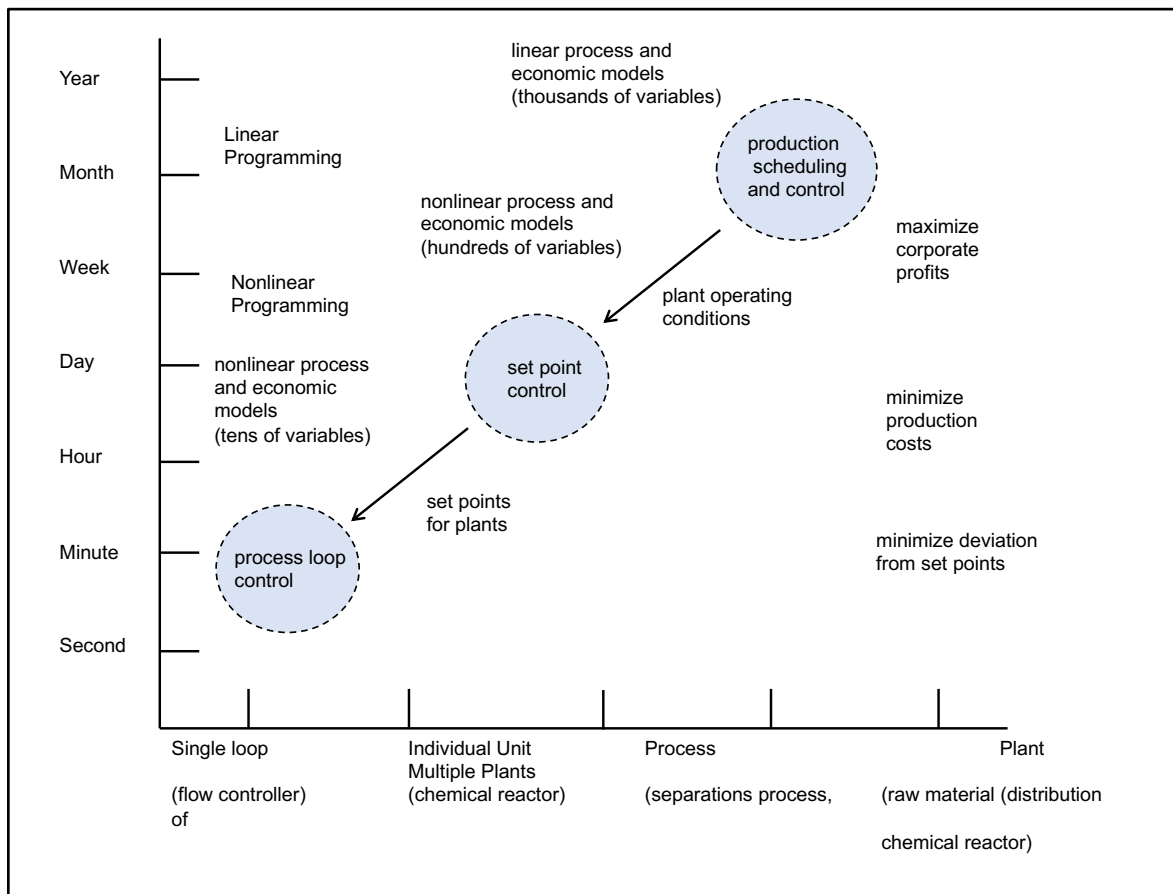 linear process and
economic models
(thousands of variables)
Year
Linear
Programming
production
scheduling
and control
Month
nonlinear process and
economic models
(hundreds of variables)
maximize
corporate
profits
Week
Nonlinear
Programming
plant operating
conditions
Day
nonlinear process
and economic
models
(tens of variables)
set point
control
minimize
production
costs
Hour
set points
for plants
Minute
process loop
control
minimize deviation
from set points
Second
Single loop
Individual Unit
Process
Plant
Multiple Plants
(flow controller)
(chemical reactor)
(separations process,
(raw material (distribution
of
chemical reactor)